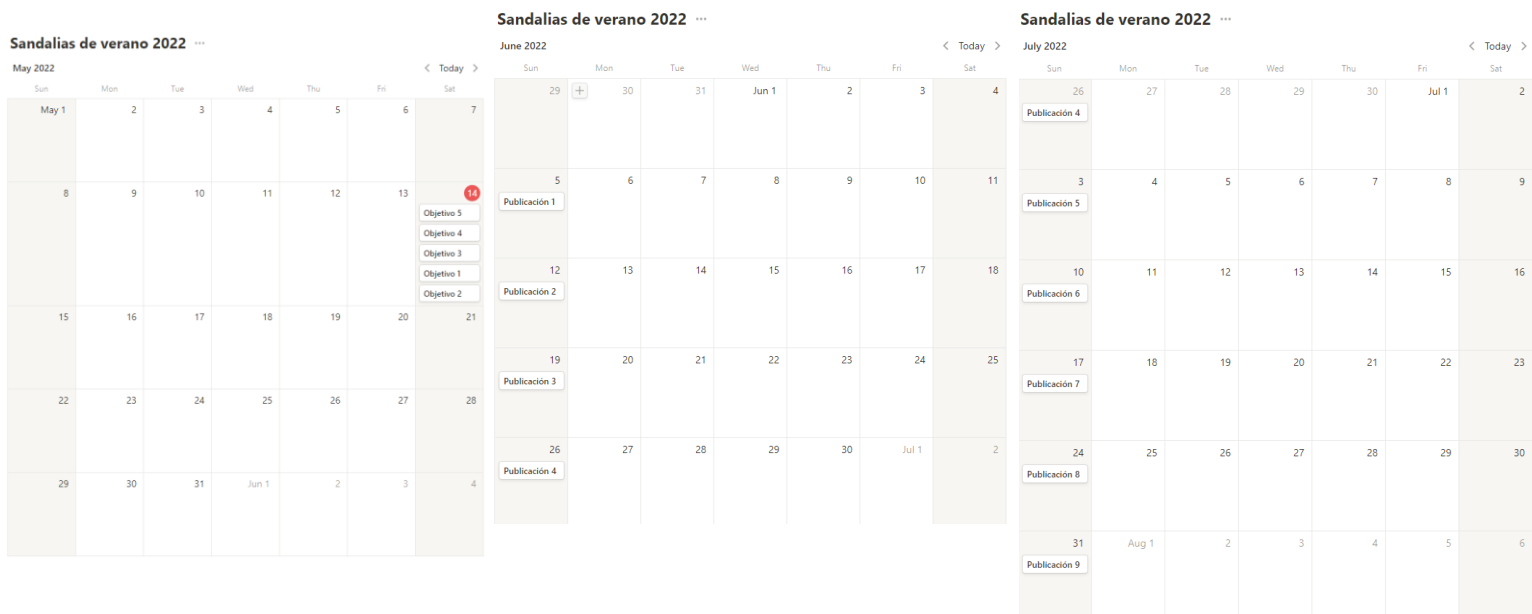 Sandalias de verano 2022 ···
May 2022
< Today >
Sun Mon Tue Wed Thu Fri Sat
May 1 2 3 4 5 6 7
8 9 10 11 12 13 14
Objetivo 5
Objetivo 4
Objetivo 3
Objetivo 1
Objetivo 2
15 16 17 18 19 20 21
22 23 24 25 26 27 28
29 30 31 Jun 1 2 3 4
Sandalias de verano 2022 ···
June 2022
< Today >
Sun Mon Tue Wed Thu Fri Sat
29 + 30 31 Jun 1 2 3 4
5 6 7 8 9 10 11
Publicación 1
12 13 14 15 16 17 18
Publicación 2
19 20 21 22 23 24 25
Publicación 3
26 27 28 29 30 Jul 1 2
Publicación 4
Sandalias de verano 2022 ···
July 2022
< Today >
Sun Mon Tue Wed Thu Fri Sat
26 27 28 29 30 Jul 1 2
Publicación 4
3 4 5 6 7 8 9
Publicación 5
10 11 12 13 14 15 16
Publicación 6
17 18 19 20 21 22 23
Publicación 7
24 25 26 27 28 29 30
Publicación 8
31 Aug 1 2 3 4 5 6
Publicación 9